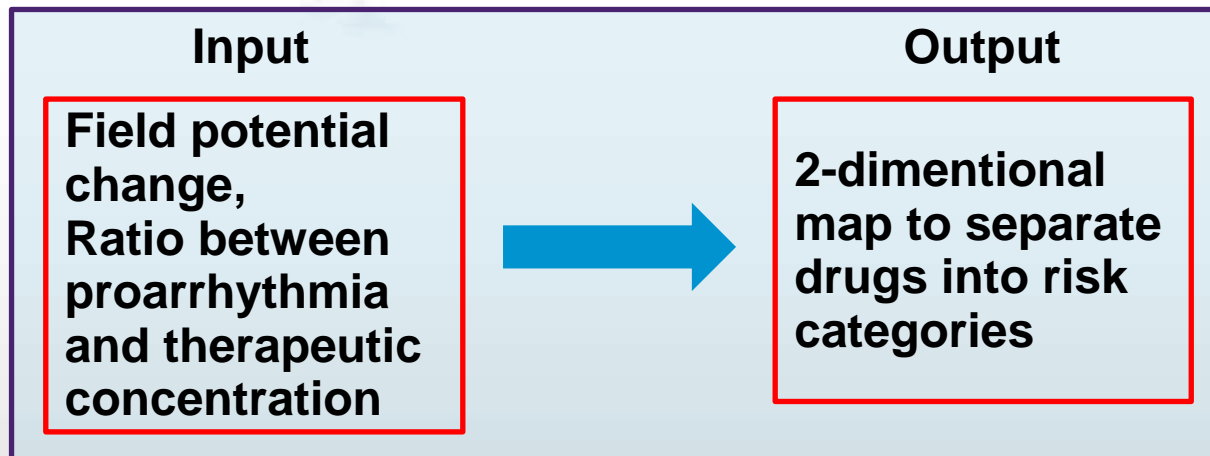 Input
Field potential
change,
Ratio between
proarrhythmia
and therapeutic
concentration
Output
2-dimentional
map to separate
drugs into risk
categories